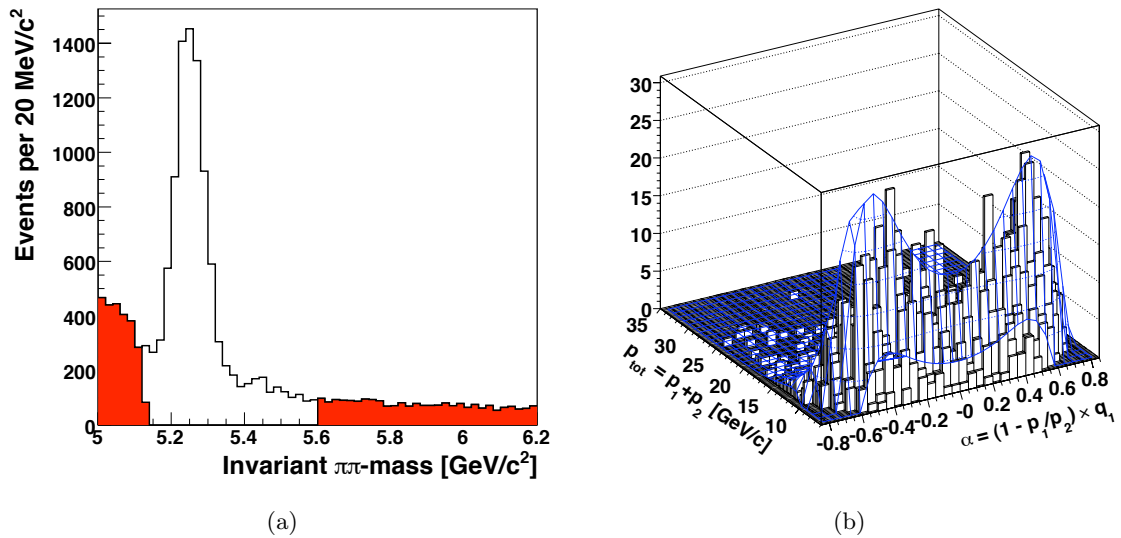 Events per 20 MeV/c²
1400
1200
1000
800
600
400
200
0
5 5.2 5.4 5.6 5.8 6 6.2
Invariant ππ-mass [GeV/c²]
(a)
30
25
20
15
10
5
0
35 30 25 20 15 10
p_tot = p_1+p_2 [GeV/c]
-0.8 -0.6 -0.4 -0.2 -0 0.2 0.4 0.6 0.8
α = (1 - p_1/p_2) × q_1
(b)